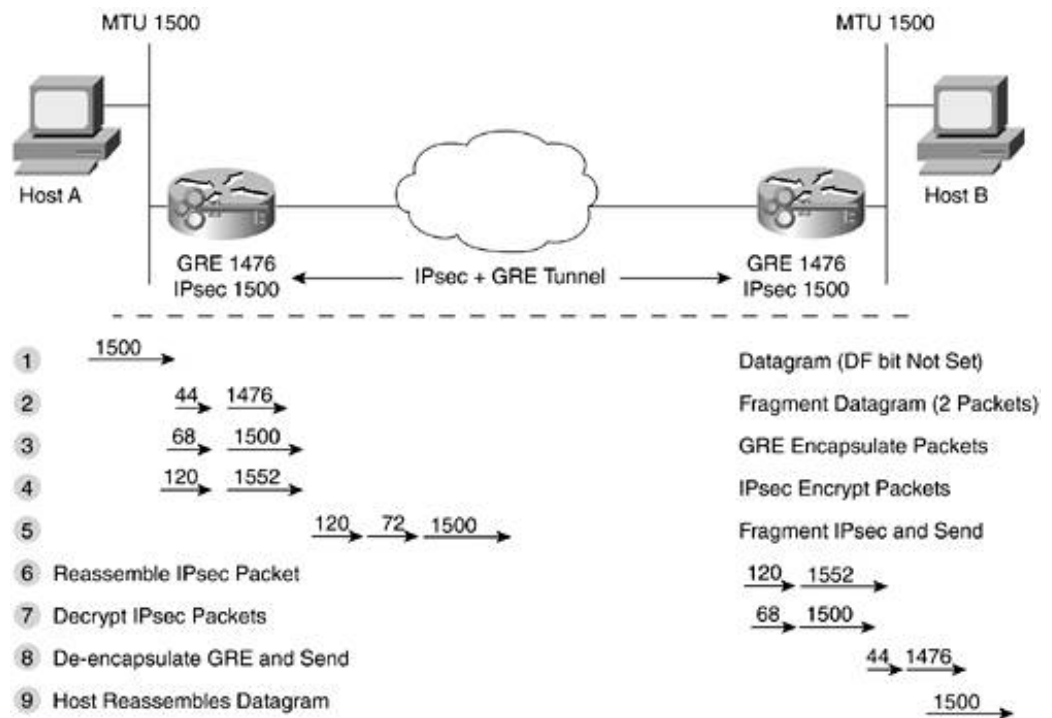 MTU 1500 MTU 1500
Host A Host B
GRE 1476 IPsec + GRE Tunnel GRE 1476
IPsec 1500 IPsec 1500
1 1500 Datagram (DF bit Not Set)
2 44 1476 Fragment Datagram (2 Packets)
3 68 1500 GRE Encapsulate Packets
4 120 1552 IPsec Encrypt Packets
5 120 72 1500 Fragment IPsec and Send
6 Reassemble IPsec Packet 120 1552
7 Decrypt IPsec Packets 68 1500
8 De-encapsulate GRE and Send 44 1476
9 Host Reassembles Datagram 1500